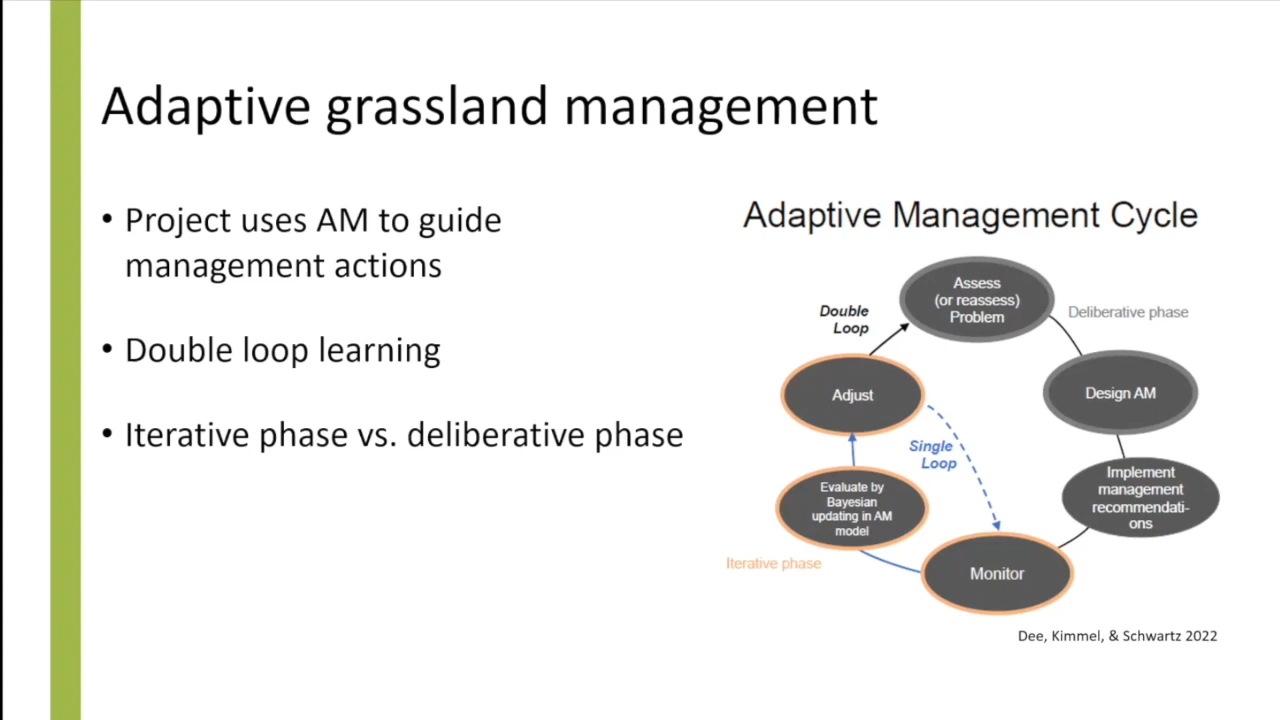 Adaptive grassland management
• Project uses AM to guide
management actions
• Double loop learning
• Iterative phase vs. deliberative phase
Adaptive Management Cycle
Assess
(or reassess)
Problem
Double
Loop
Deliberative phase
Adjust
Design AM
Single
Loop
Evaluate by
Bayesian
updating in AM
model
Implement
management
recommendati-
ons
Iterative phase
Monitor
Dee, Kimmel, & Schwartz 2022